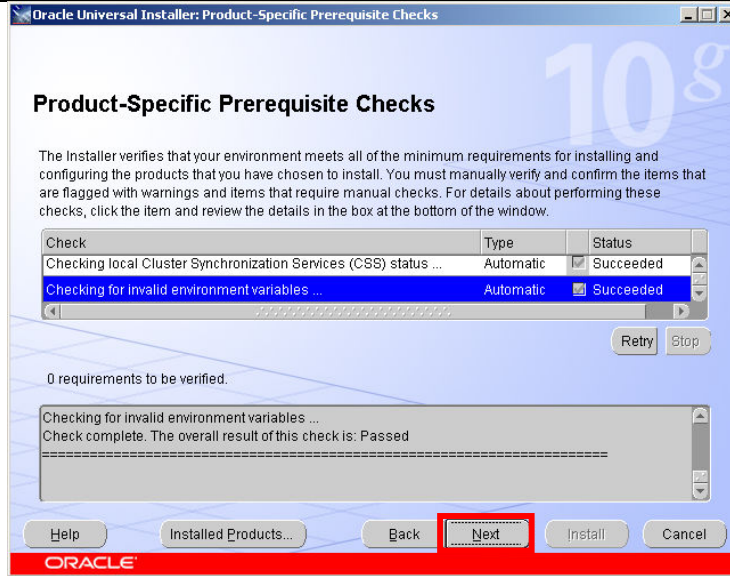 Oracle Universal Installer: Product-Specific Prerequisite Checks
10g
Product-Specific Prerequisite Checks
The Installer verifies that your environment meets all of the minimum requirements for installing and
configuring the products that you have chosen to install. You must manually verify and confirm the items that
are flagged with warnings and items that require manual checks. For details about performing these
checks, click the item and review the details in the box at the bottom of the window.
Check Type Status
Checking local Cluster Synchronization Services (CSS) status ... Automatic Succeeded
Checking for invalid environment variables ... Automatic Succeeded
Retry Stop
0 requirements to be verified.
Checking for invalid environment variables ...
Check complete. The overall result of this check is: Passed
========================================================================
Help Installed Products... Back Next Install Cancel
ORACLE